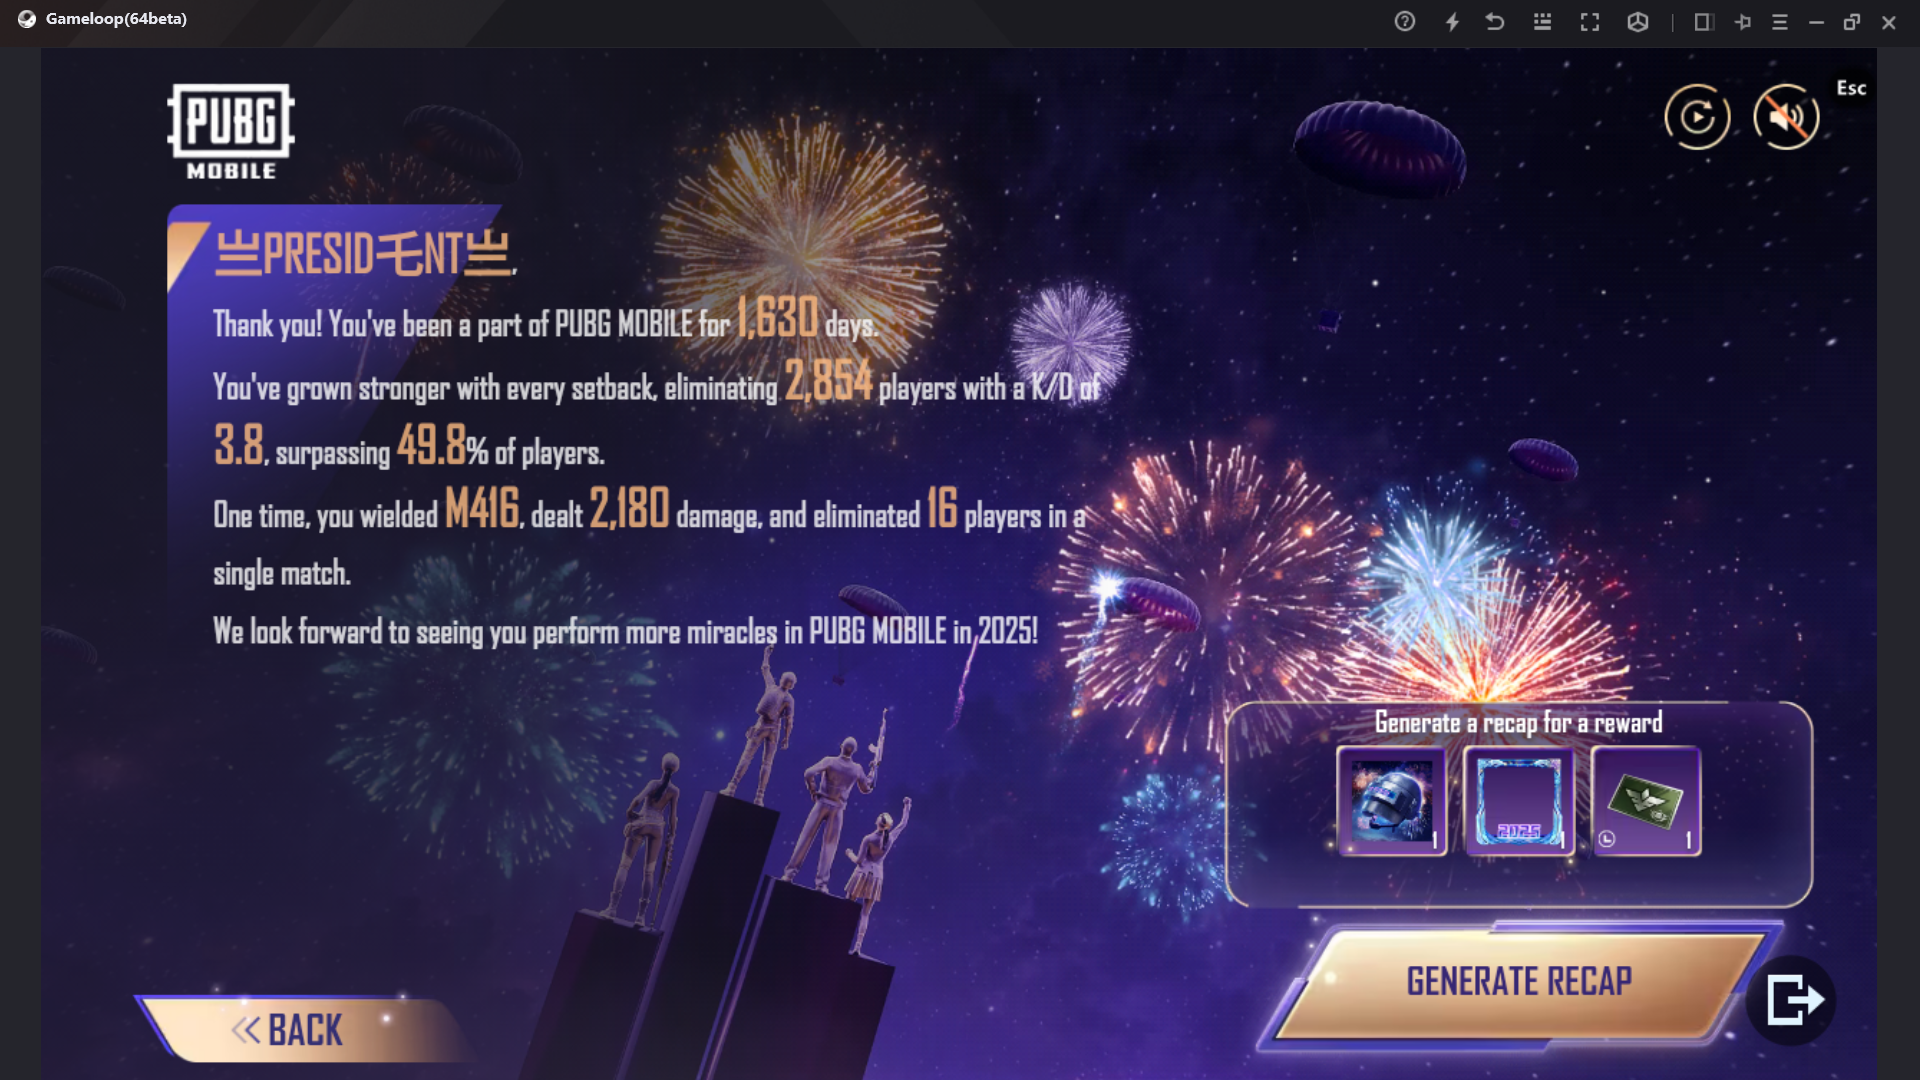 Gameloop(64beta)
Esc
PUBG
MOBILE
亗PRESID乇NT亗,
Thank you! You've been a part of PUBG MOBILE for 1,630 days.
You've grown stronger with every setback, eliminating 2,854 players with a K/D of
3.8, surpassing 49.8% of players.
One time, you wielded M416, dealt 2,180 damage, and eliminated 16 players in a
single match.
We look forward to seeing you perform more miracles in PUBG MOBILE in 2025!
Generate a recap for a reward
1
2025 1
1
GENERATE RECAP
BACK